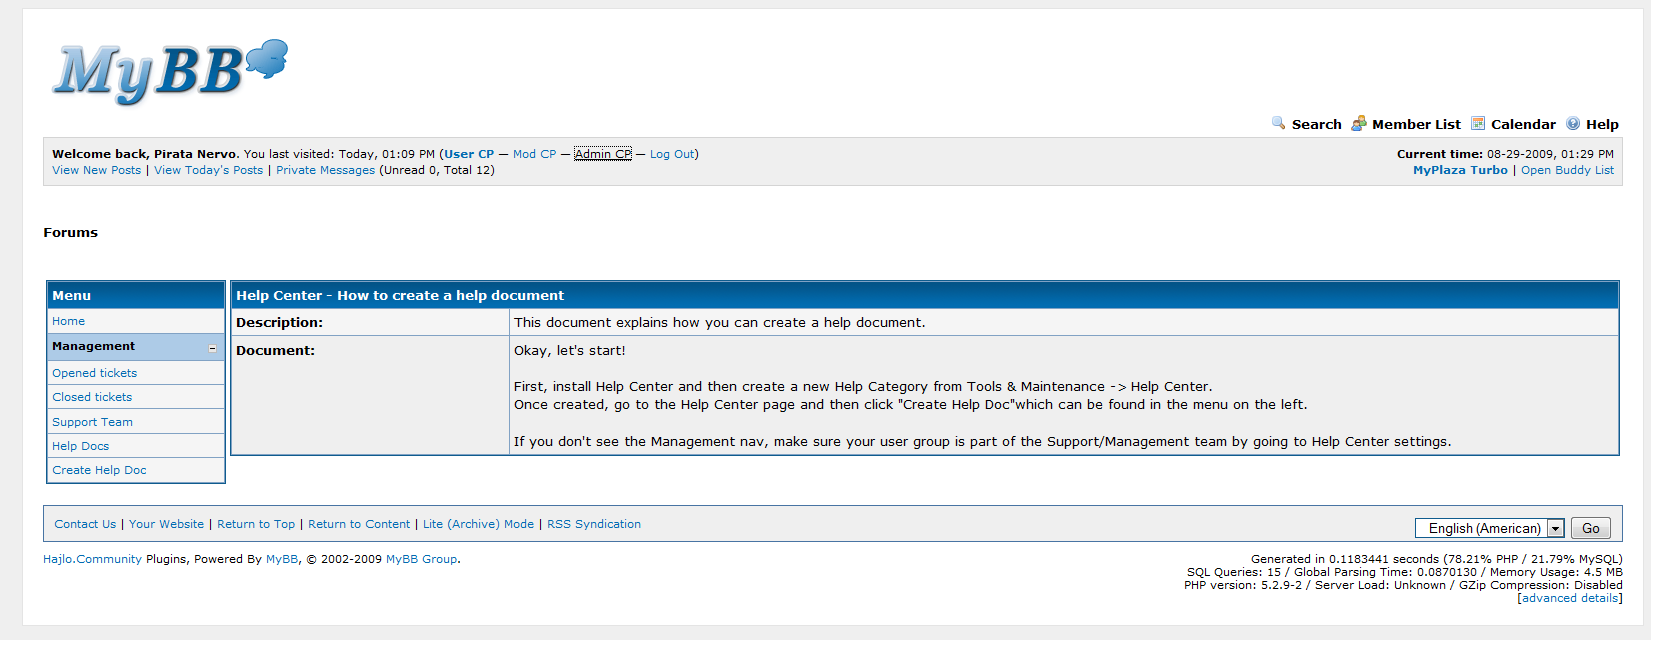 MyBB
Search Member List Calendar Help
Welcome back, Pirata Nervo. You last visited: Today, 01:09 PM (User CP — Mod CP — Admin CP — Log Out)
Current time: 08-29-2009, 01:29 PM
View New Posts | View Today's Posts | Private Messages (Unread 0, Total 12)
MyPlaza Turbo | Open Buddy List
Forums
Menu
Home
Management
Opened tickets
Closed tickets
Support Team
Help Docs
Create Help Doc
Help Center - How to create a help document
Description:
This document explains how you can create a help document.
Document:
Okay, let's start!
First, install Help Center and then create a new Help Category from Tools & Maintenance -> Help Center.
Once created, go to the Help Center page and then click "Create Help Doc"which can be found in the menu on the left.
If you don't see the Management nav, make sure your user group is part of the Support/Management team by going to Help Center settings.
Contact Us | Your Website | Return to Top | Return to Content | Lite (Archive) Mode | RSS Syndication
English (American) Go
Hajlo.Community Plugins, Powered By MyBB, © 2002-2009 MyBB Group.
Generated in 0.1183441 seconds (78.21% PHP / 21.79% MySQL)
SQL Queries: 15 / Global Parsing Time: 0.0870130 / Memory Usage: 4.5 MB
PHP version: 5.2.9-2 / Server Load: Unknown / GZip Compression: Disabled
[advanced details]